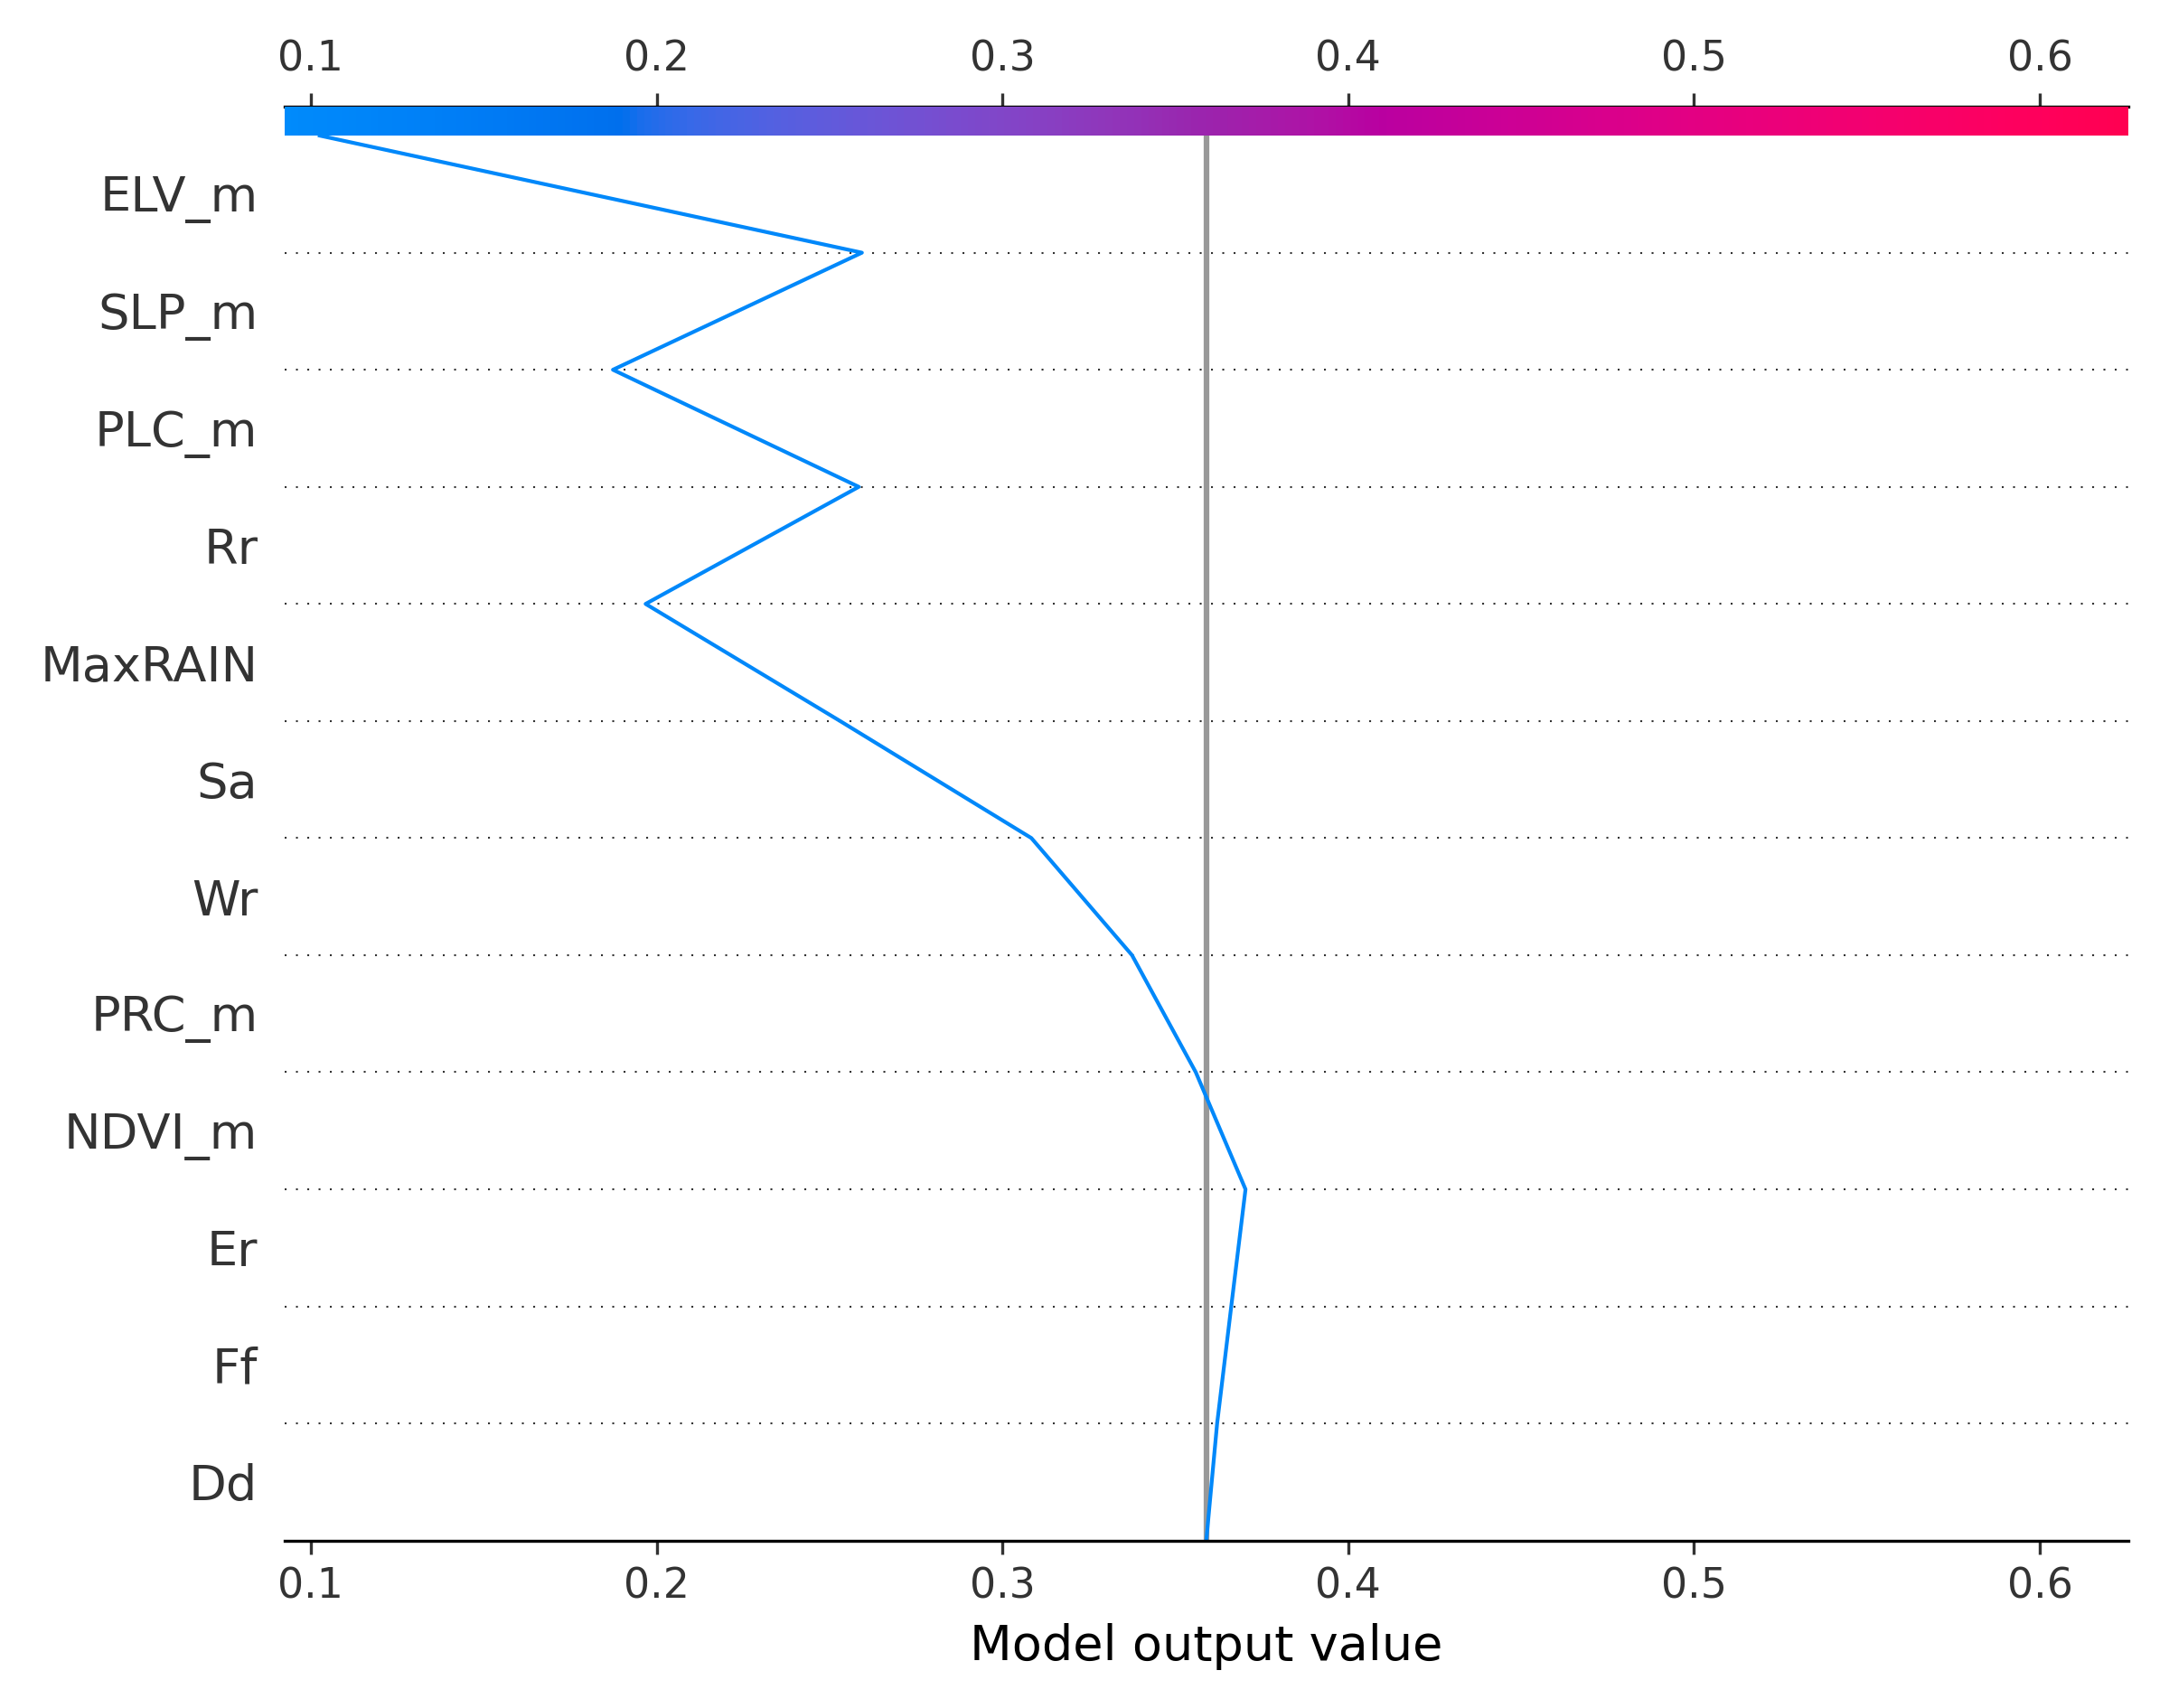 0.1 0.2 0.3 0.4 0.5 0.6
ELV_m
SLP_m
PLC_m
Rr
MaxRAIN
Sa
Wr
PRC_m
NDVI_m
Er
Ff
Dd
0.1 0.2 0.3 0.4 0.5 0.6
Model output value